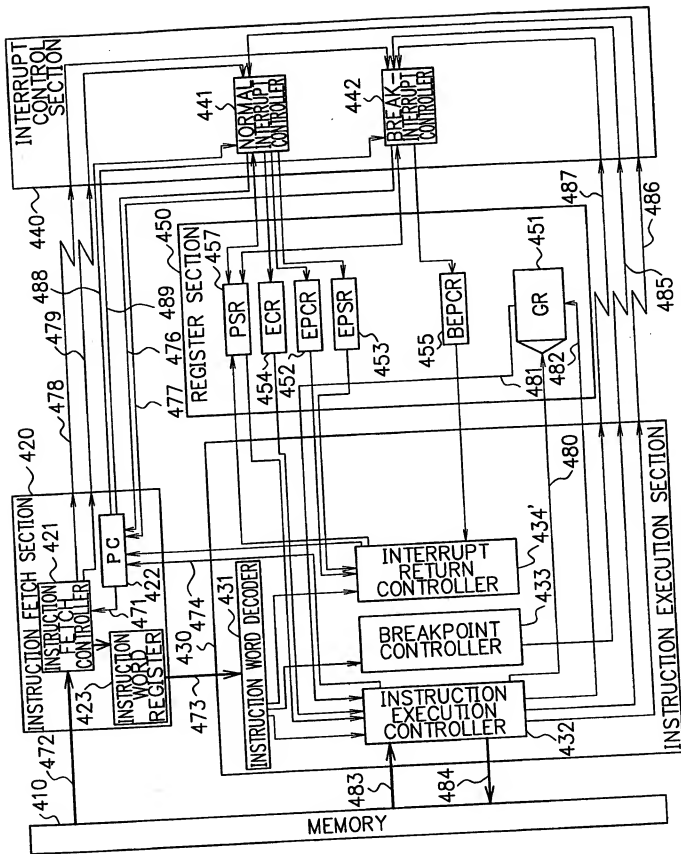 INTERRUPT
CONTROL
SECTION
440
441
NORMAL
INTERRUPT
CONTROLLER
442
BREAK-
INTERRUPT
CONTROLLER
478
479
488
489
476
477
487
485
486
450
REGISTER SECTION
457
PSR
ECR
454
EPCR
452
EPSR
453
BEPCR
455
451
GR
481
482
480
420
INSTRUCTION FETCH SECTION
421
INSTRUCTION
FETCH
CONTROLLER
PC
422
471
423
INSTRUCTION
WORD
REGISTER
472
473
474
430
431
INSTRUCTION WORD DECODER
INTERRUPT
RETURN
CONTROLLER
434'
BREAKPOINT
CONTROLLER
433
INSTRUCTION
EXECUTION
CONTROLLER
432
INSTRUCTION EXECUTION SECTION
483
484
410
MEMORY